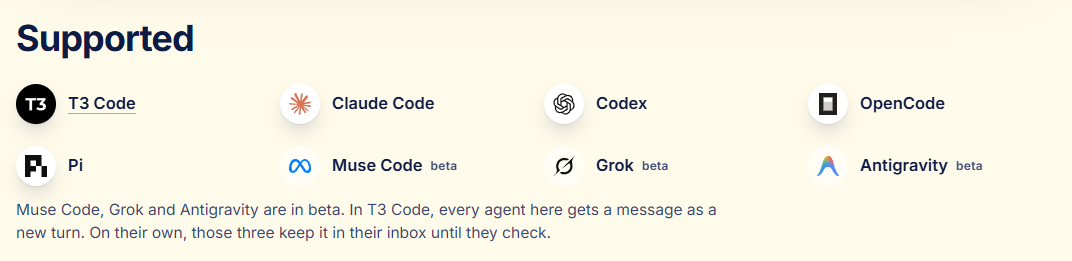 Supported
T3 T3 Code
Claude Code
Codex
OpenCode
Pi
Muse Code beta
Grok beta
Antigravity beta
Muse Code, Grok and Antigravity are in beta. In T3 Code, every agent here gets a message as a
new turn. On their own, those three keep it in their inbox until they check.